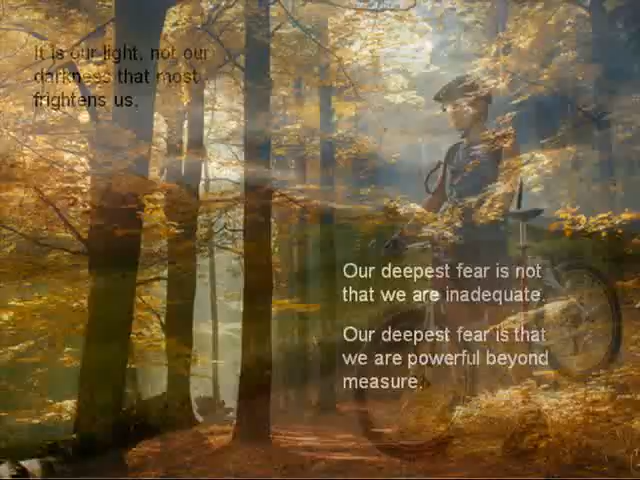 It is our light, not our
darkness that most
frightens us.
Our deepest fear is not
that we are inadequate.
Our deepest fear is that
we are powerful beyond
measure.